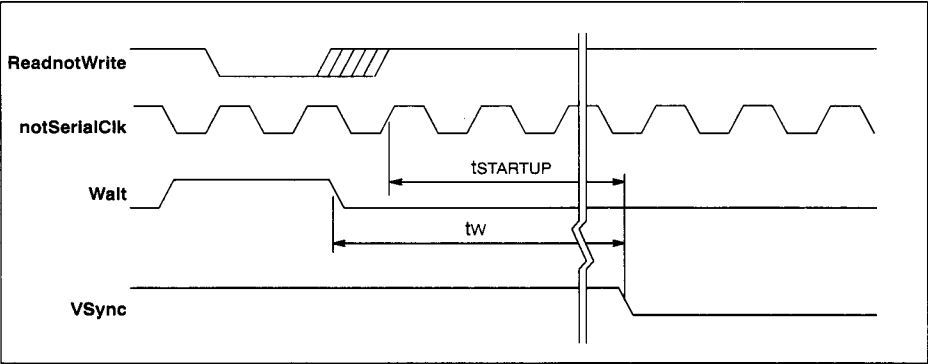 ReadnotWrite
notSerialClk
tSTARTUP
Wait
tW
VSync